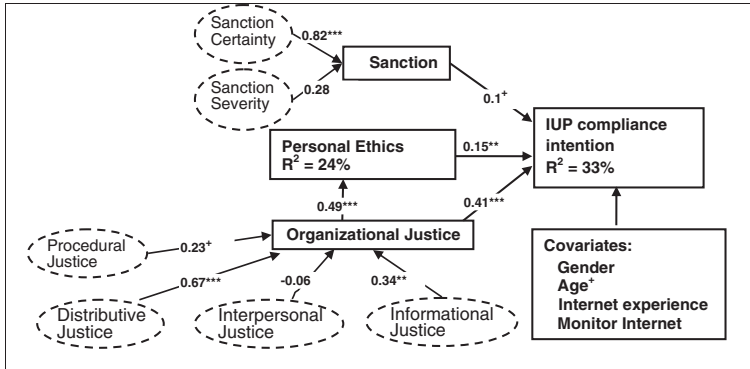 Sanction
Certainty
0.82***
Sanction
Sanction
Severity
0.28
0.1+
Personal Ethics
R² = 24%
0.15**
IUP compliance
intention
R² = 33%
0.49***
0.41***
Organizational Justice
Procedural
Justice
0.23+
Distributive
Justice
0.67***
Interpersonal
Justice
-0.06
Informational
Justice
0.34**
Covariates:
Gender
Age+
Internet experience
Monitor Internet